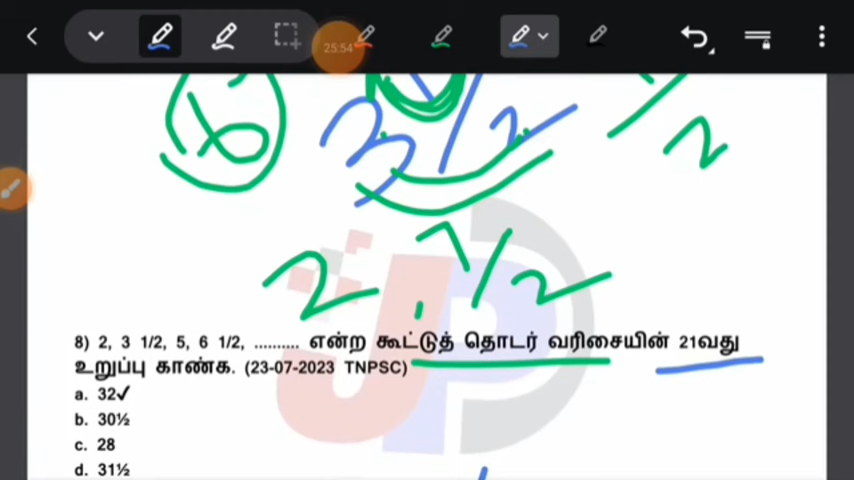 25:54
6 3 1/2 1/2
2 , 1/2
8) 2, 3 1/2, 5, 6 1/2, .......... என்ற கூட்டுத் தொடர் வரிசையின் 21வது
உறுப்பு காண்க. (23-07-2023 TNPSC)
a. 32✓
b. 30½
c. 28
d. 31½